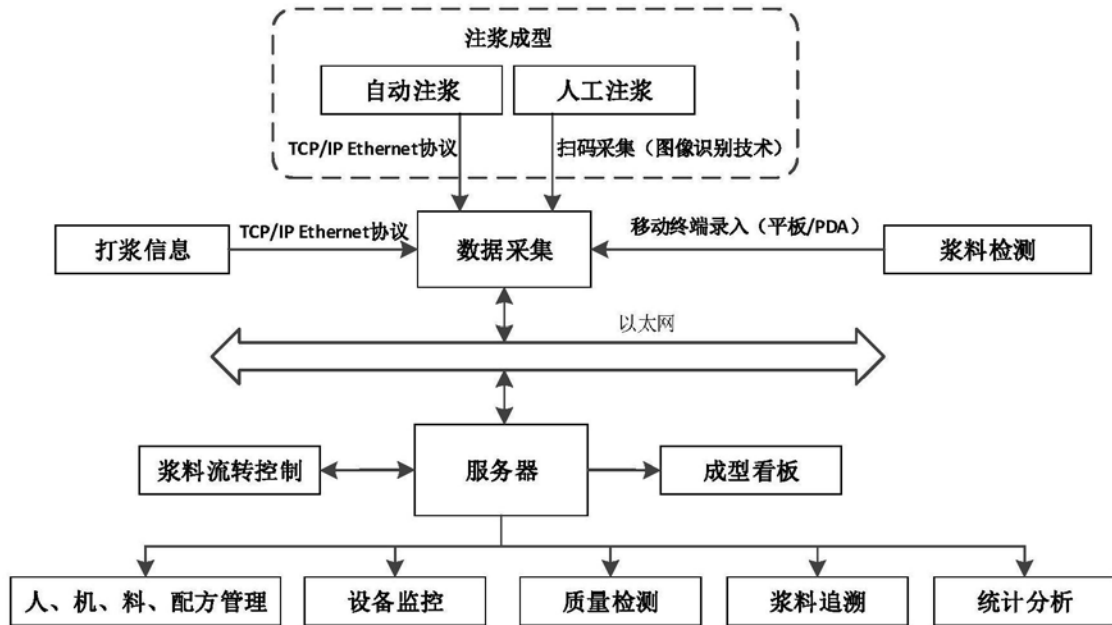 注浆成型
自动注浆
人工注浆
TCP/IP Ethernet协议
扫码采集（图像识别技术）
打浆信息
TCP/IP Ethernet协议
数据采集
移动终端录入（平板/PDA）
浆料检测
以太网
浆料流转控制
服务器
成型看板
人、机、料、配方管理
设备监控
质量检测
浆料追溯
统计分析